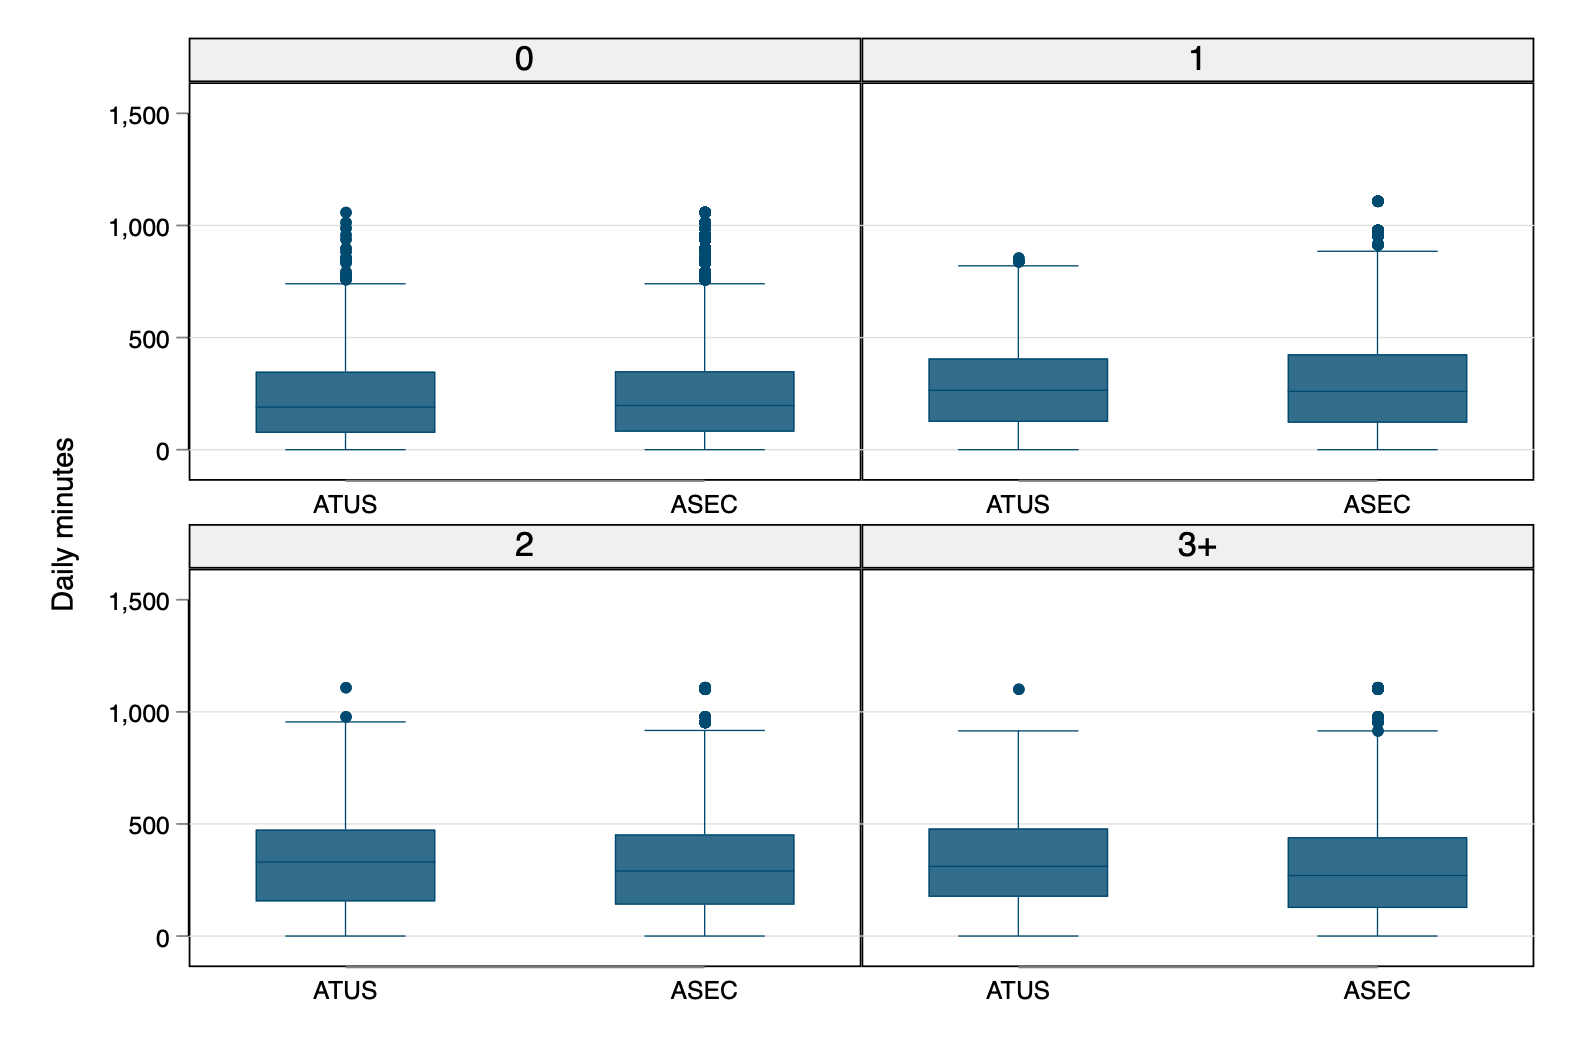 0
1
1,500
1,000
500
0
ATUS
ASEC
ATUS
ASEC
Daily minutes
2
3+
1,500
1,000
500
0
ATUS
ASEC
ATUS
ASEC